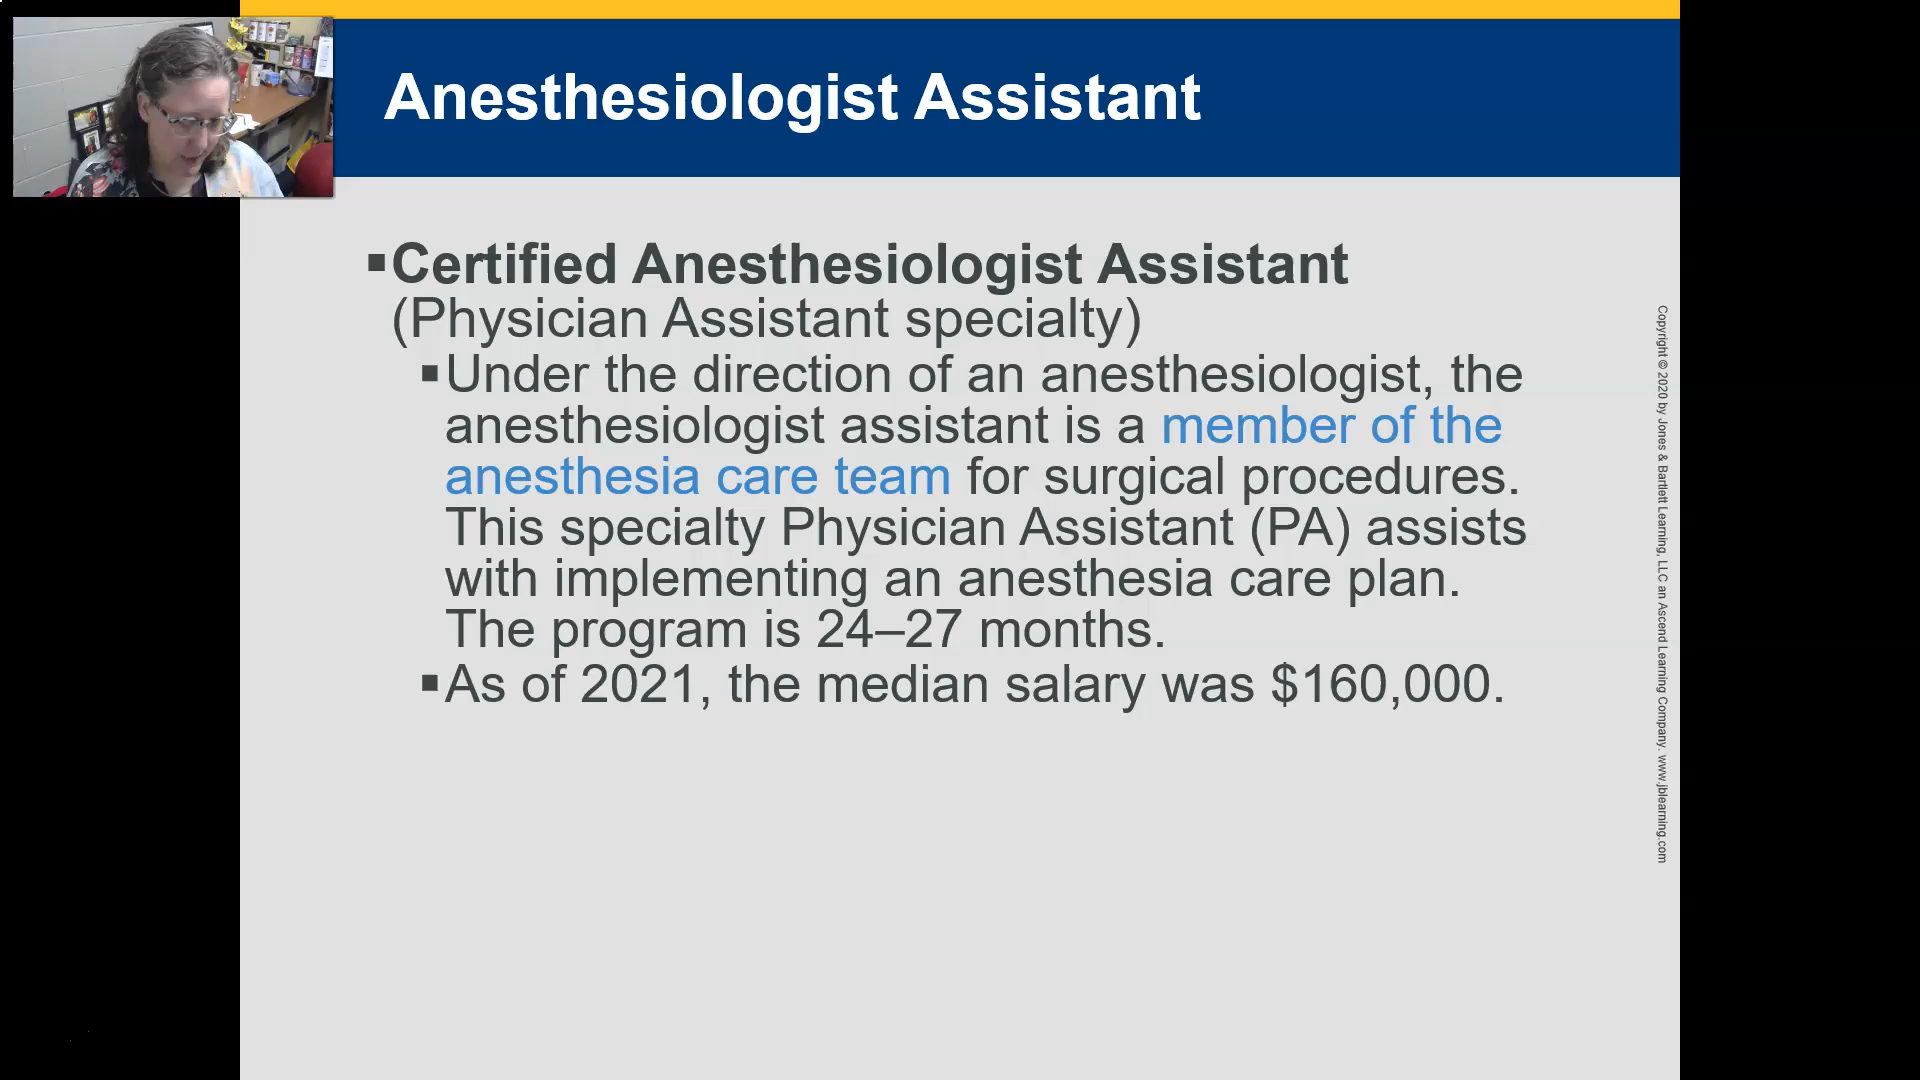 Anesthesiologist Assistant
▪Certified Anesthesiologist Assistant
(Physician Assistant specialty)
▪Under the direction of an anesthesiologist, the
anesthesiologist assistant is a member of the
anesthesia care team for surgical procedures.
This specialty Physician Assistant (PA) assists
with implementing an anesthesia care plan.
The program is 24–27 months.
▪As of 2021, the median salary was $160,000.
Copyright © 2020 by Jones & Bartlett Learning, LLC an Ascend Learning Company. www.jblearning.com